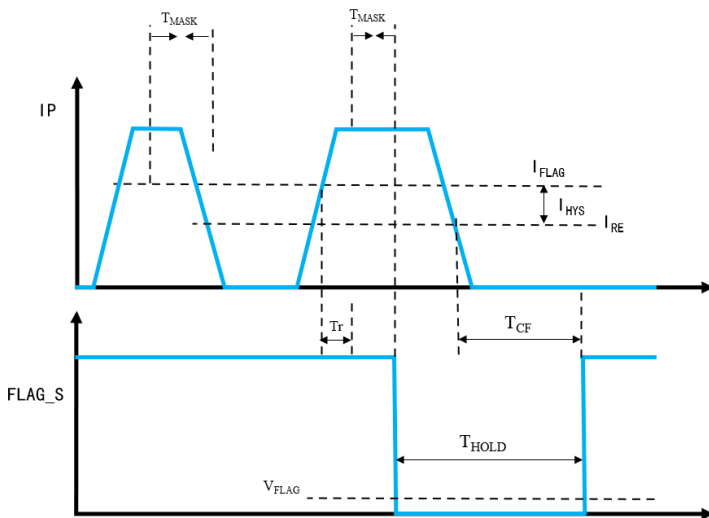 TMASK
TMASK
IP
IFLAG
IHYS
IRE
Tr
TCF
FLAG_S
THOLD
VFLAG